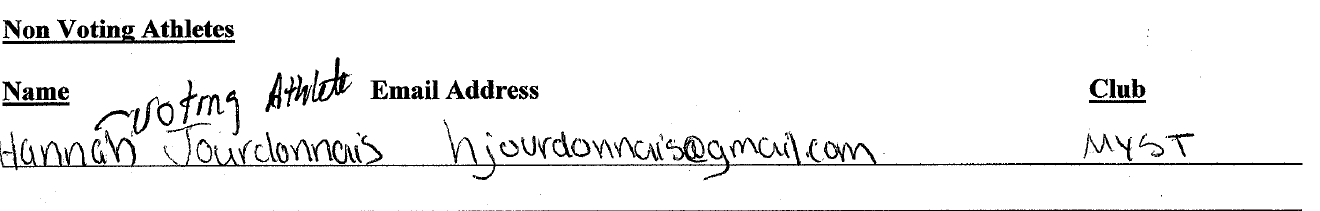 Non Voting Athletes
Name Voting Athlete Email Address Club
Hannah Jourdonnais hjourdonnais@gmail.com MYST